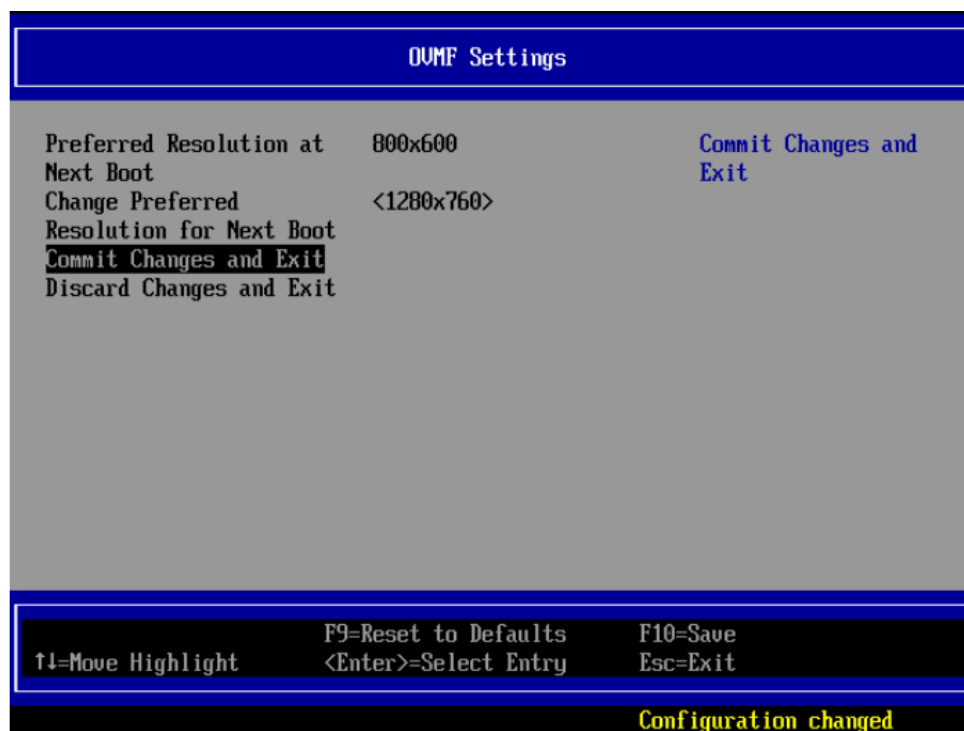 OVMF Settings
Preferred Resolution at 800x600 Commit Changes and
Next Boot Exit
Change Preferred <1280x760>
Resolution for Next Boot
Commit Changes and Exit
Discard Changes and Exit
F9=Reset to Defaults F10=Save
↑↓=Move Highlight <Enter>=Select Entry Esc=Exit
Configuration changed